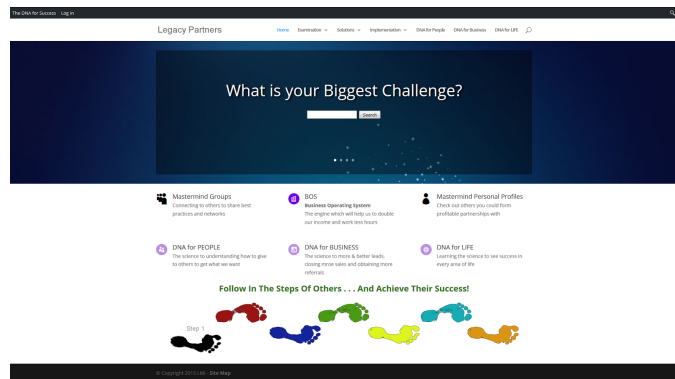 The DNA for Success Log in
Legacy Partners
Home Examination Solutions Implementation DNA for People DNA for Business DNA for LIFE
What is your Biggest Challenge?
Search
Mastermind Groups
Connecting to others to share best
practices and networks
BOS
Business Operating System
The engine which will help us to double
our income and work less hours
Mastermind Personal Profiles
Check out others you could form
profitable partnerships with
DNA for PEOPLE
The science to understanding how to give
to others to get what we want
DNA for BUSINESS
The science to more & better leads,
closing more sales and obtaining more
referrals
DNA for LIFE
Learning the science to see success in
every area of life
Follow In The Steps Of Others . . . And Achieve Their Success!
Step 1
© Copyright 2015 LAB - Site Map